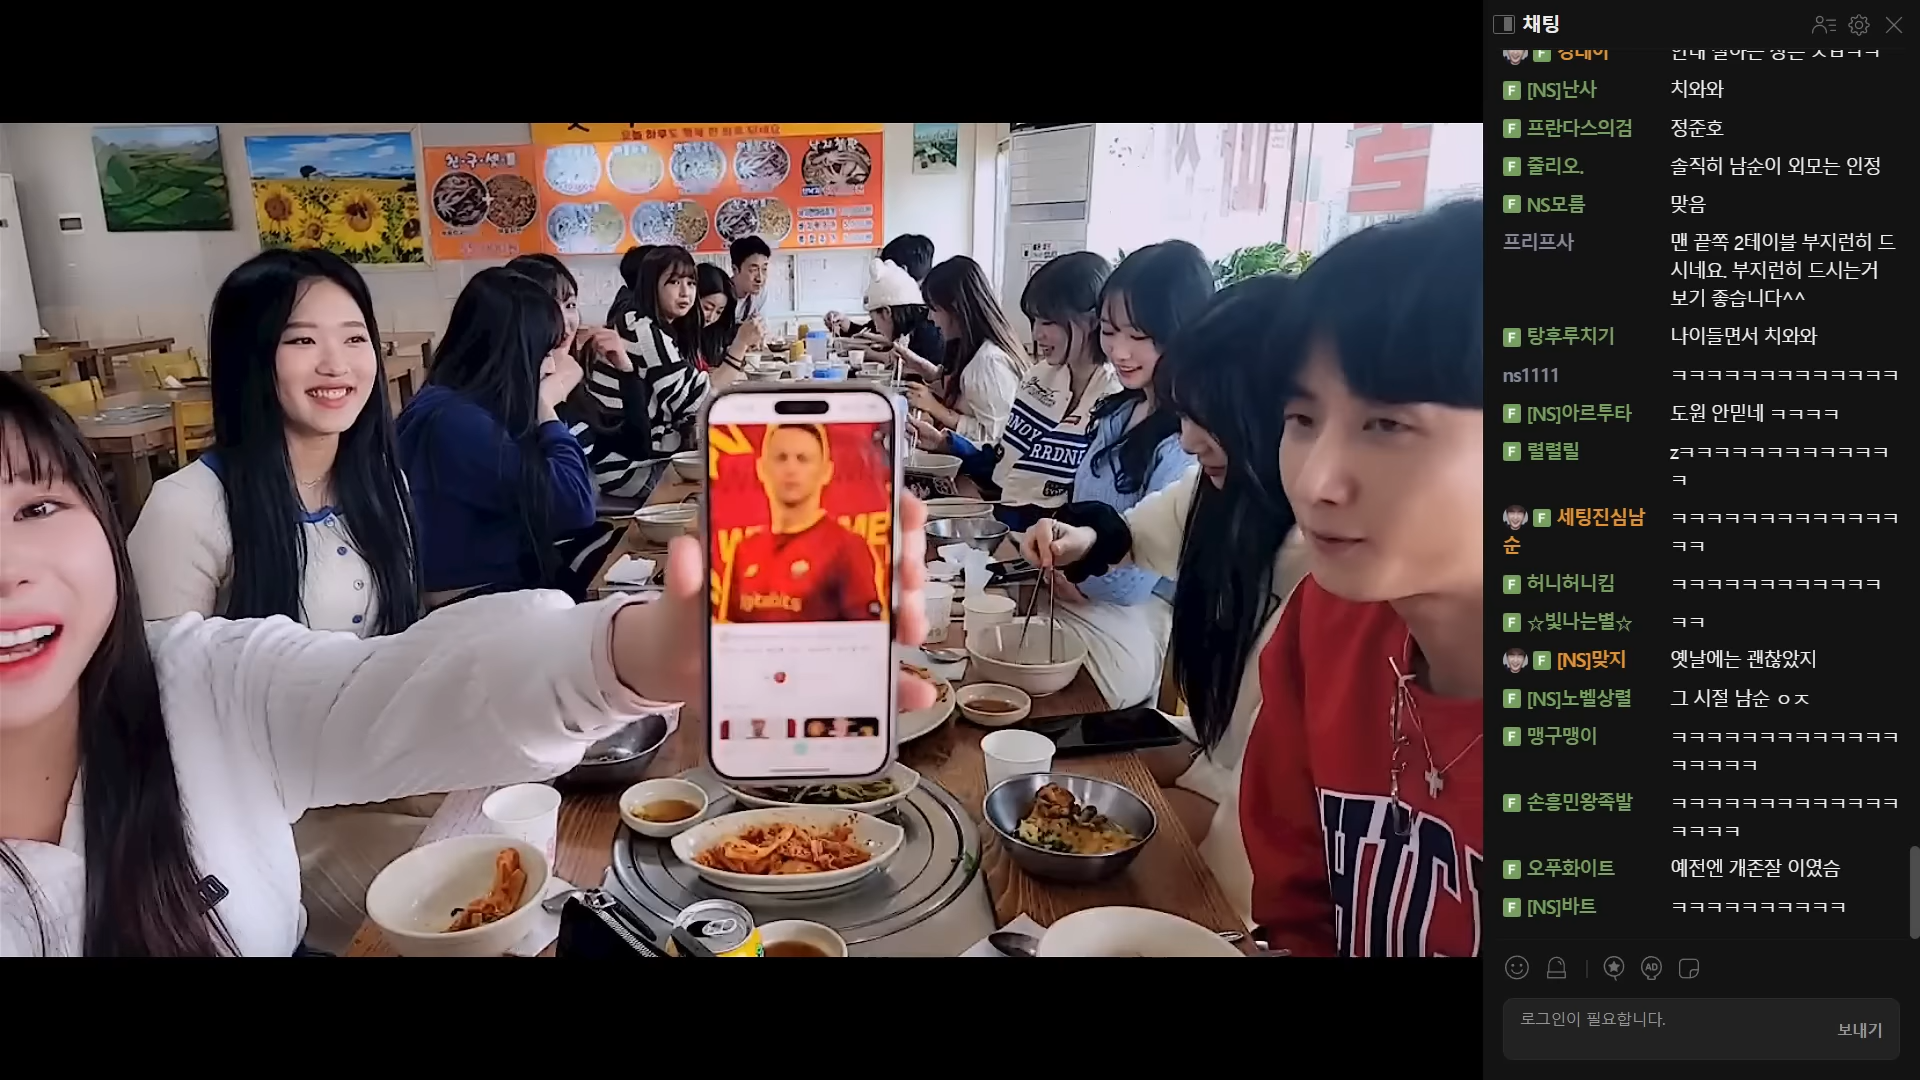 채팅
[NS]난사 치와와
프란다스의검 정준호
줄리오. 솔직히 남순이 외모는 인정
NS모름 맞음
프리프사 맨 끝쪽 2테이블 부지런히 드
시네요. 부지런히 드시는거
보기 좋습니다^^
탕후루치기 나이들면서 치와와
ns1111 ㅋㅋㅋㅋㅋㅋㅋㅋㅋㅋㅋㅋㅋ
[NS]아르투타 도원 안믿네 ㅋㅋㅋㅋ
렬렬릴 zㅋㅋㅋㅋㅋㅋㅋㅋㅋㅋㅋㅋ
ㅋ
세팅진심남 ㅋㅋㅋㅋㅋㅋㅋㅋㅋㅋㅋㅋㅋ
순 ㅋㅋ
허니허니킴 ㅋㅋㅋㅋㅋㅋㅋㅋㅋㅋㅋㅋ
☆빛나는별☆ ㅋㅋ
[NS]맞지 옛날에는 괜찮았지
[NS]노벨상렬 그 시절 남순 ㅇㅈ
맹구맹이 ㅋㅋㅋㅋㅋㅋㅋㅋㅋㅋㅋㅋㅋ
ㅋㅋㅋㅋㅋ
손흥민왕족발 ㅋㅋㅋㅋㅋㅋㅋㅋㅋㅋㅋㅋㅋ
ㅋㅋㅋㅋ
오푸화이트 예전엔 개존잘 이였슴
[NS]바트 ㅋㅋㅋㅋㅋㅋㅋㅋㅋㅋ
로그인이 필요합니다.
보내기